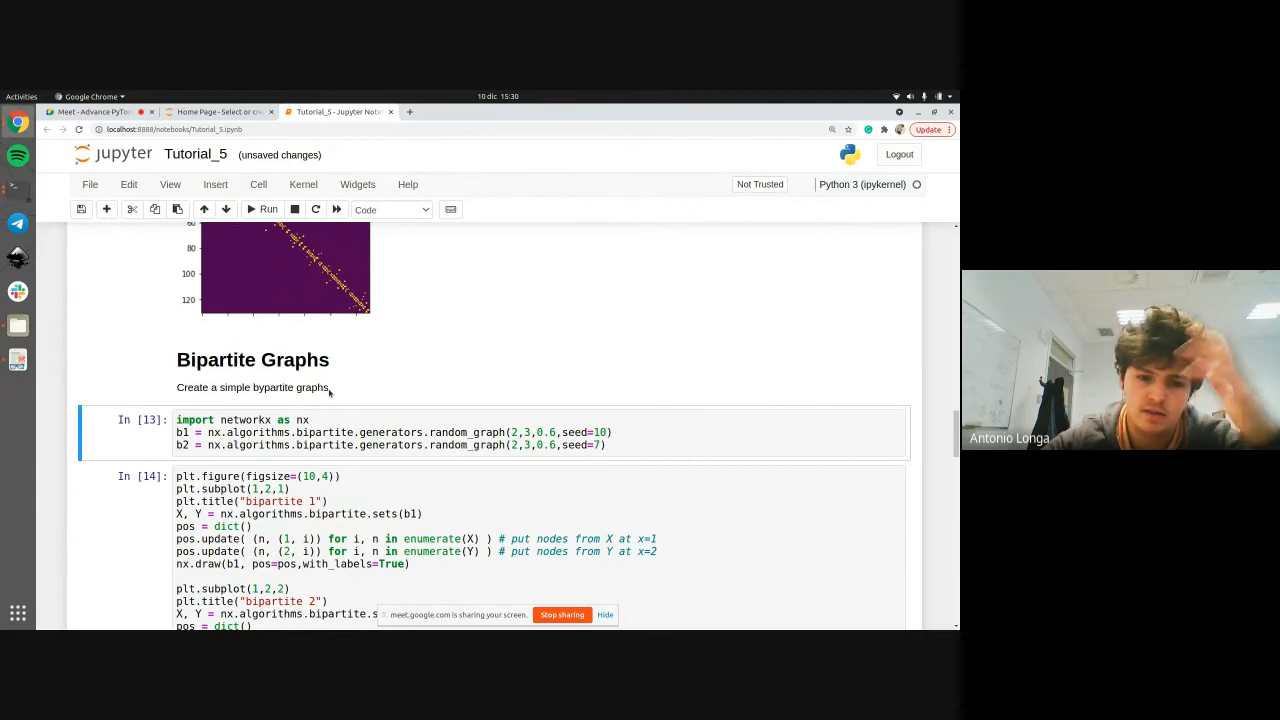 Activities
Google Chrome
10 dic 15:30
Meet - Advance PyTo
Home Page - Select or cre
Tutorial_5 - Jupyter Note
localhost:8888/notebooks/Tutorial_5.ipynb
Update
jupyter Tutorial_5 (unsaved changes)
Logout
File Edit View Insert Cell Kernel Widgets Help
Not Trusted
Python 3 (ipykernel)
Run
Code
60
80
100
120
Bipartite Graphs
Create a simple bypartite graphs.
In [13]:
import networkx as nx
b1 = nx.algorithms.bipartite.generators.random_graph(2,3,0.6,seed=10)
b2 = nx.algorithms.bipartite.generators.random_graph(2,3,0.6,seed=7)
In [14]:
plt.figure(figsize=(10,4))
plt.subplot(1,2,1)
plt.title("bipartite 1")
X, Y = nx.algorithms.bipartite.sets(b1)
pos = dict()
pos.update( (n, (1, i)) for i, n in enumerate(X) ) # put nodes from X at x=1
pos.update( (n, (2, i)) for i, n in enumerate(Y) ) # put nodes from Y at x=2
nx.draw(b1, pos=pos,with_labels=True)
plt.subplot(1,2,2)
plt.title("bipartite 2")
X, Y = nx.algorithms.bipartite.s
pos = dict()
meet.google.com is sharing your screen.
Stop sharing
Hide
Antonio Longa